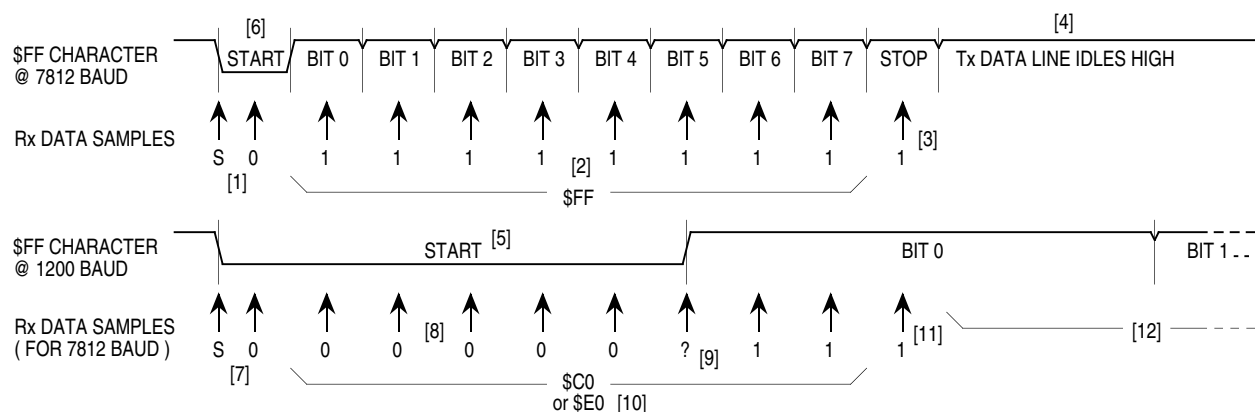 [6] [4]
$FF CHARACTER
@ 7812 BAUD
START BIT 0 BIT 1 BIT 2 BIT 3 BIT 4 BIT 5 BIT 6 BIT 7 STOP Tx DATA LINE IDLES HIGH
Rx DATA SAMPLES [3]
S 0 1 1 1 1 1 1 1 1 1
[1] [2]
$FF
$FF CHARACTER
@ 1200 BAUD
START [5] BIT 0 BIT 1
Rx DATA SAMPLES
( FOR 7812 BAUD )
[8] [11] [12]
S 0 0 0 0 0 0 ? 1 1 1
[7] [9]
$C0
or $E0 [10]